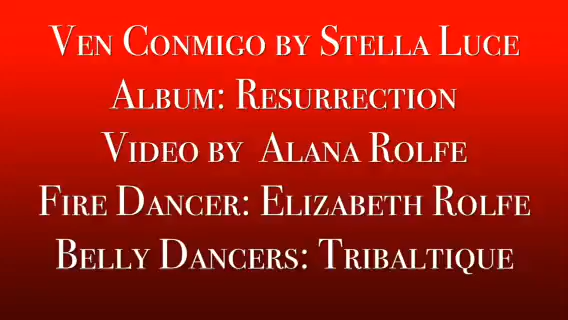 Ven Conmigo by Stella Luce
Album: Resurrection
Video by Alana Rolfe
Fire Dancer: Elizabeth Rolfe
Belly Dancers: Tribaltique